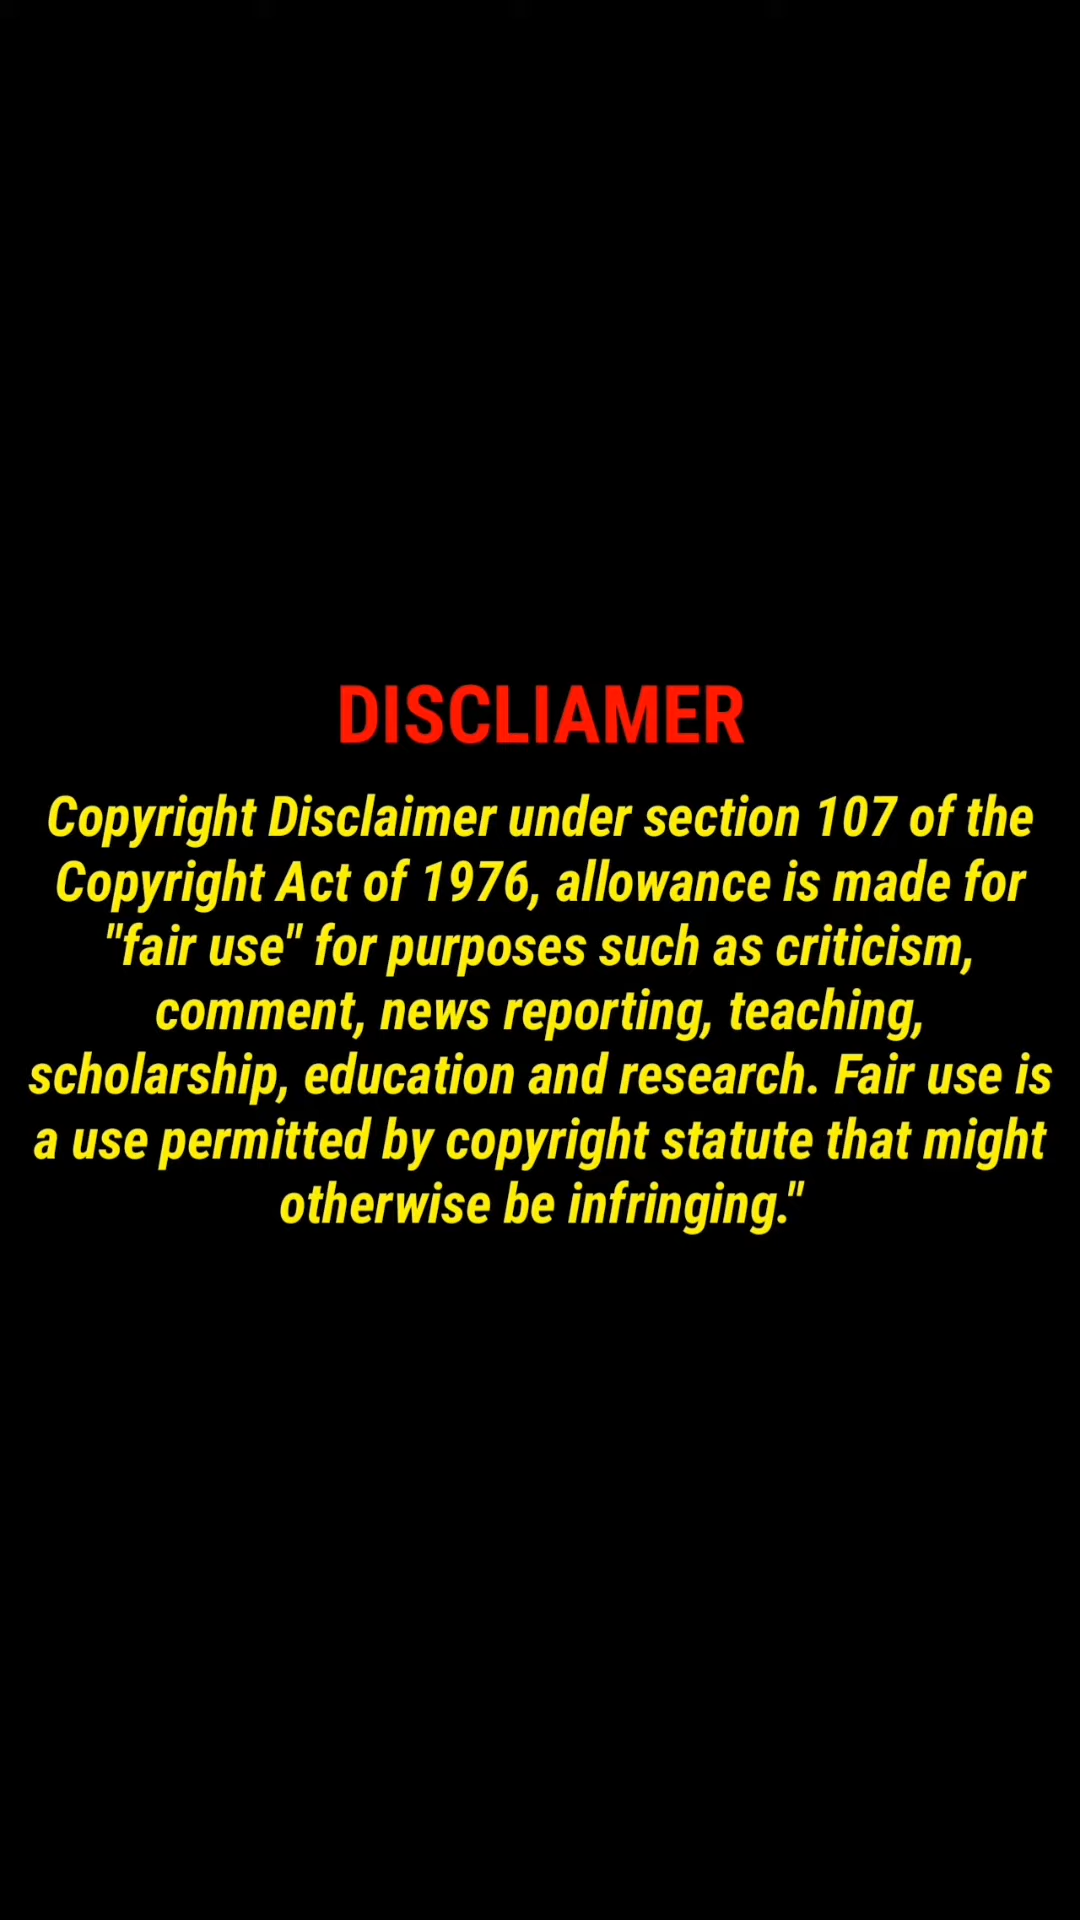 DISCLIAMER
Copyright Disclaimer under section 107 of the
Copyright Act of 1976, allowance is made for
"fair use" for purposes such as criticism,
comment, news reporting, teaching,
scholarship, education and research. Fair use is
a use permitted by copyright statute that might
otherwise be infringing."